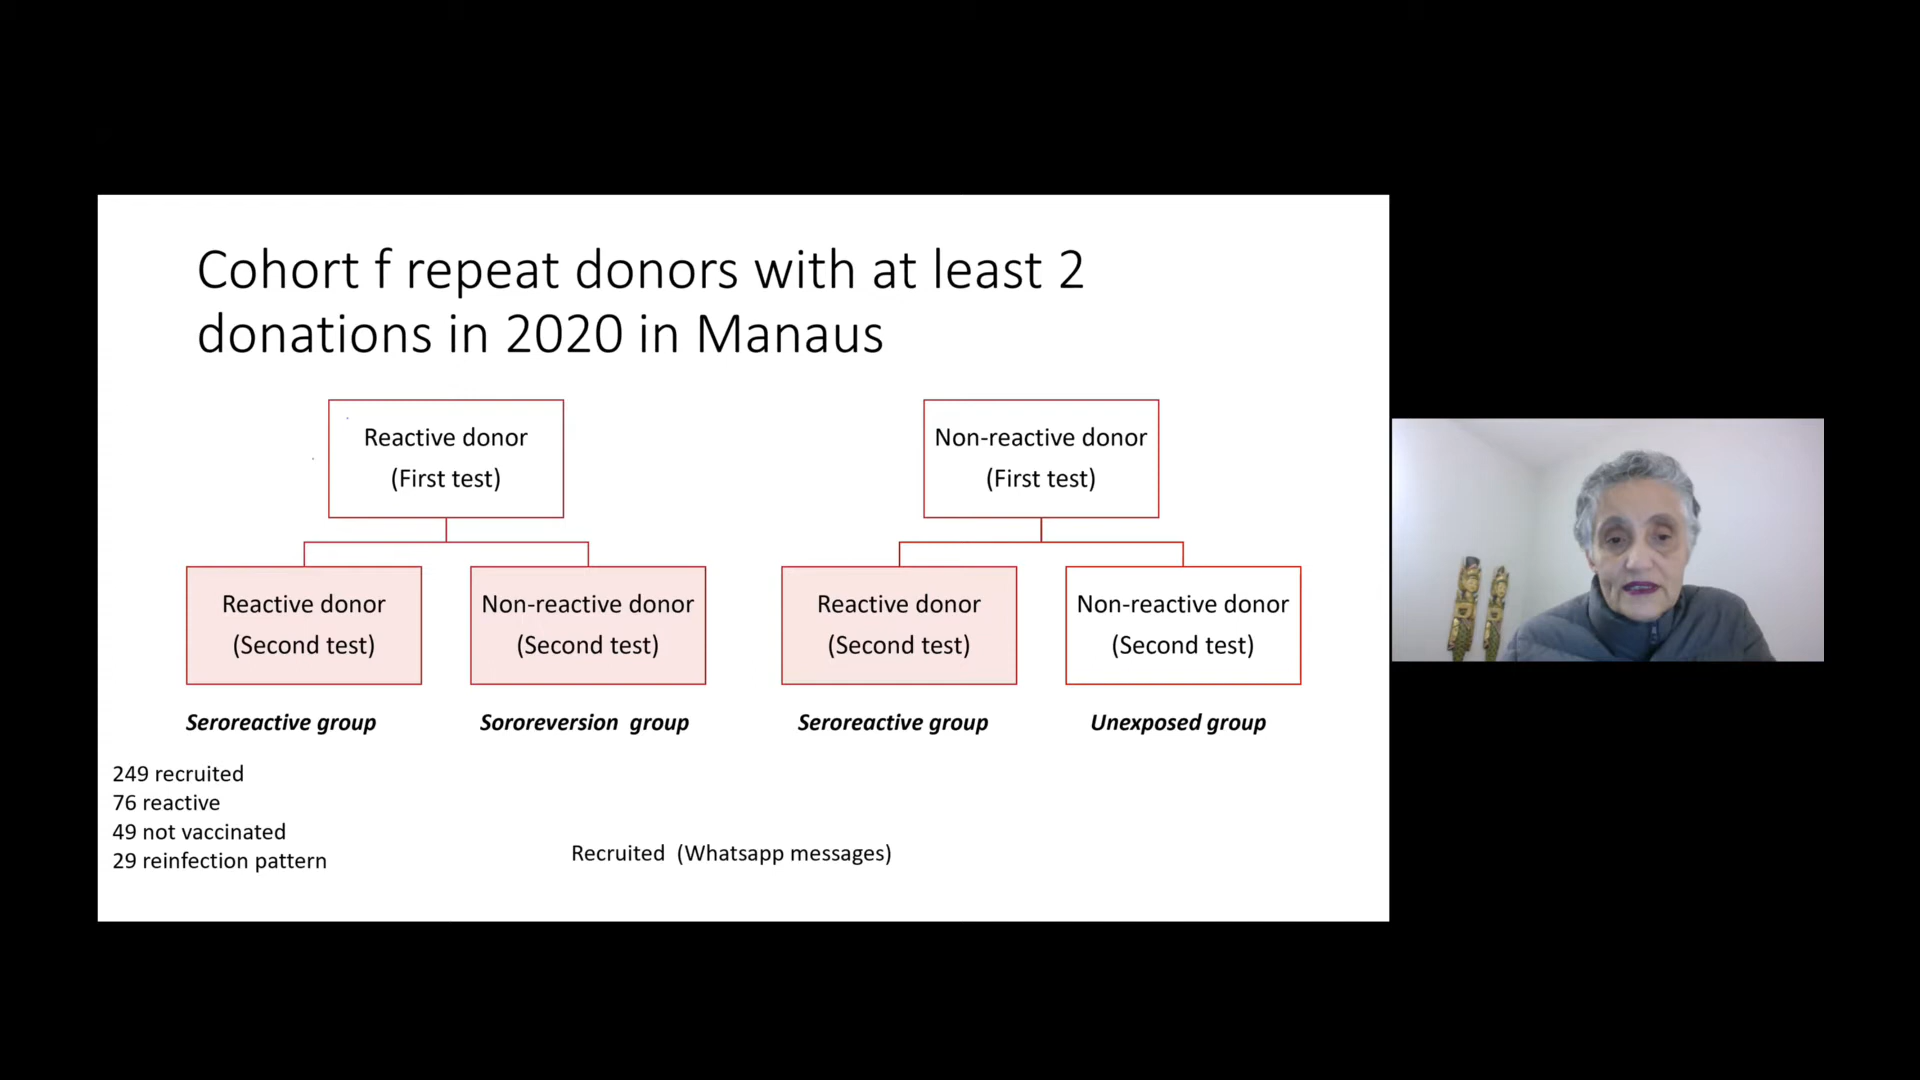 Cohort f repeat donors with at least 2
donations in 2020 in Manaus
Reactive donor
(First test)
Non-reactive donor
(First test)
Reactive donor
(Second test)
Non-reactive donor
(Second test)
Reactive donor
(Second test)
Non-reactive donor
(Second test)
Seroreactive group
Sororeversion group
Seroreactive group
Unexposed group
249 recruited
76 reactive
49 not vaccinated
29 reinfection pattern
Recruited (Whatsapp messages)